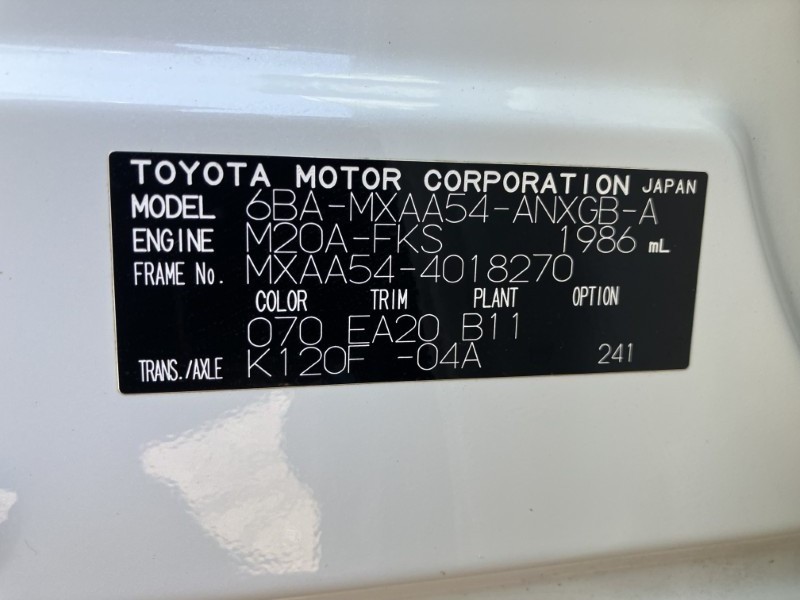 TOYOTA MOTOR CORPORATION JAPAN
MODEL 6BA-MXAA54-ANXGB-A
ENGINE M20A-FKS 1986 mL
FRAME No. MXAA54-4018270
COLOR TRIM PLANT OPTION
070 EA20 B11
TRANS./AXLE K120F -04A 241